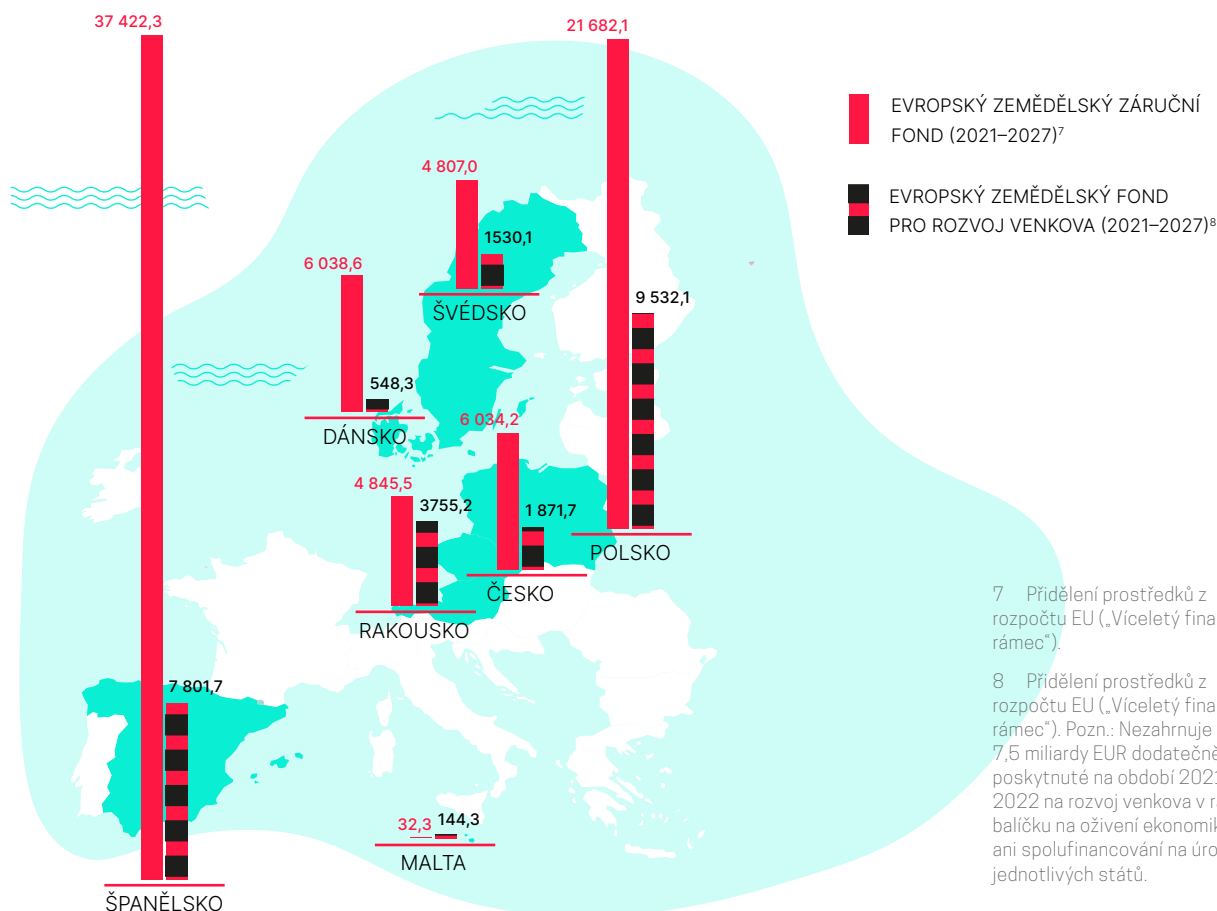 37 422,3
21 682,1
EVROPSKÝ ZEMĚDĚLSKÝ ZÁRUČNÍ
FOND (2021–2027)7
EVROPSKÝ ZEMĚDĚLSKÝ FOND
PRO ROZVOJ VENKOVA (2021–2027)8
4 807,0
1530,1
ŠVÉDSKO
6 038,6
548,3
DÁNSKO
9 532,1
POLSKO
6 034,2
1 871,7
ČESKO
4 845,5
3755,2
RAKOUSKO
7 801,7
ŠPANĚLSKO
32,3
144,3
MALTA
7 Přidělení prostředků z
rozpočtu EU („Víceletý fina
rámec“).
8 Přidělení prostředků z
rozpočtu EU („Víceletý fina
rámec“). Pozn.: Nezahrnuje
7,5 miliardy EUR dodatečně
poskytnuté na období 2021
2022 na rozvoj venkova v r
balíčku na oživení ekonomik
ani spolufinancování na úro
jednotlivých států.